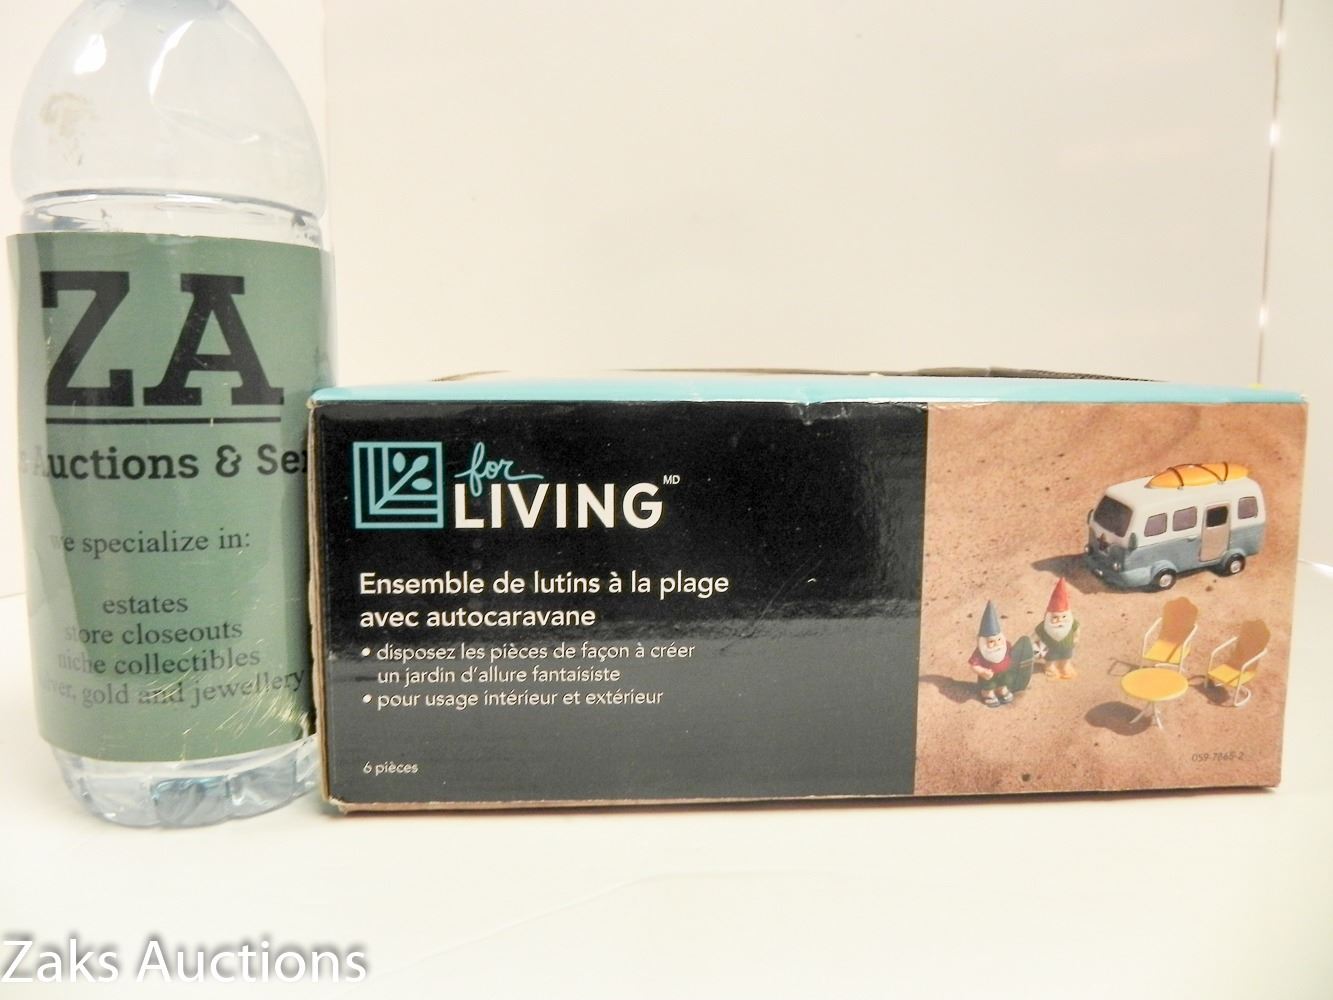 ZA
Auctions & Ser
we specialize in:
estates
store closeouts
niche collectibles
gold and jewellery
for
LIVING MD
Ensemble de lutins à la plage
avec autocaravane
• disposez les pièces de façon à créer
un jardin d'allure fantaisiste
• pour usage intérieur et extérieur
6 pièces
Zaks Auctions